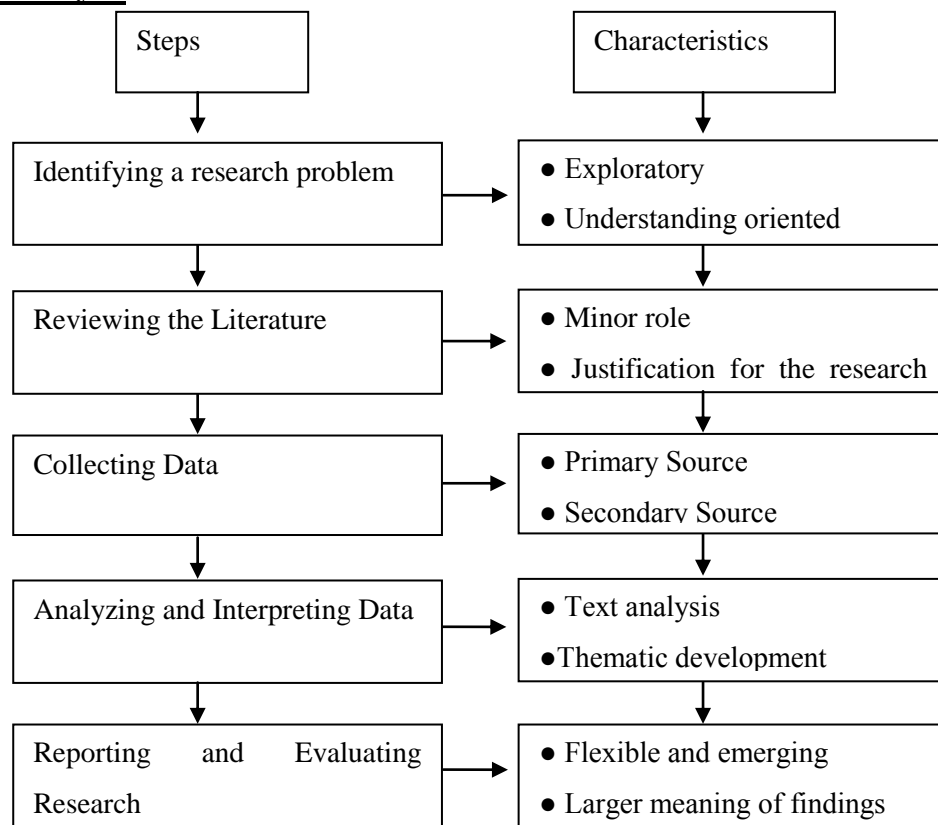 Steps
Characteristics
Identifying a research problem
● Exploratory
● Understanding oriented
Reviewing the Literature
● Minor role
● Justification for the research
Collecting Data
● Primary Source
● Secondary Source
Analyzing and Interpreting Data
● Text analysis
●Thematic development
Reporting and Evaluating
Research
● Flexible and emerging
● Larger meaning of findings